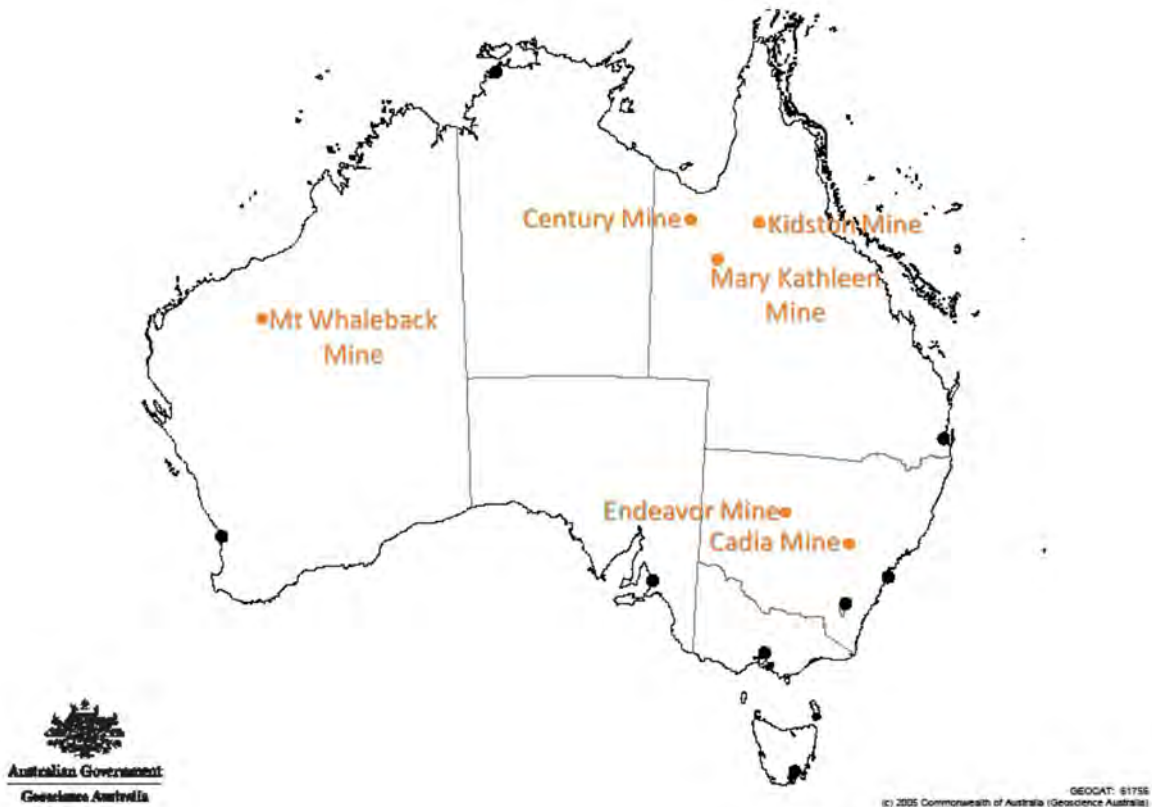 Century Mine
Kidston Mine
Mary Kathleen
Mine
Mt Whaleback
Mine
Endeavor Mine
Cadia Mine
Australian Government
Geoscience Australia
GEOCAT: 61755
(c) 2005 Commonwealth of Australia (Geoscience Australia)